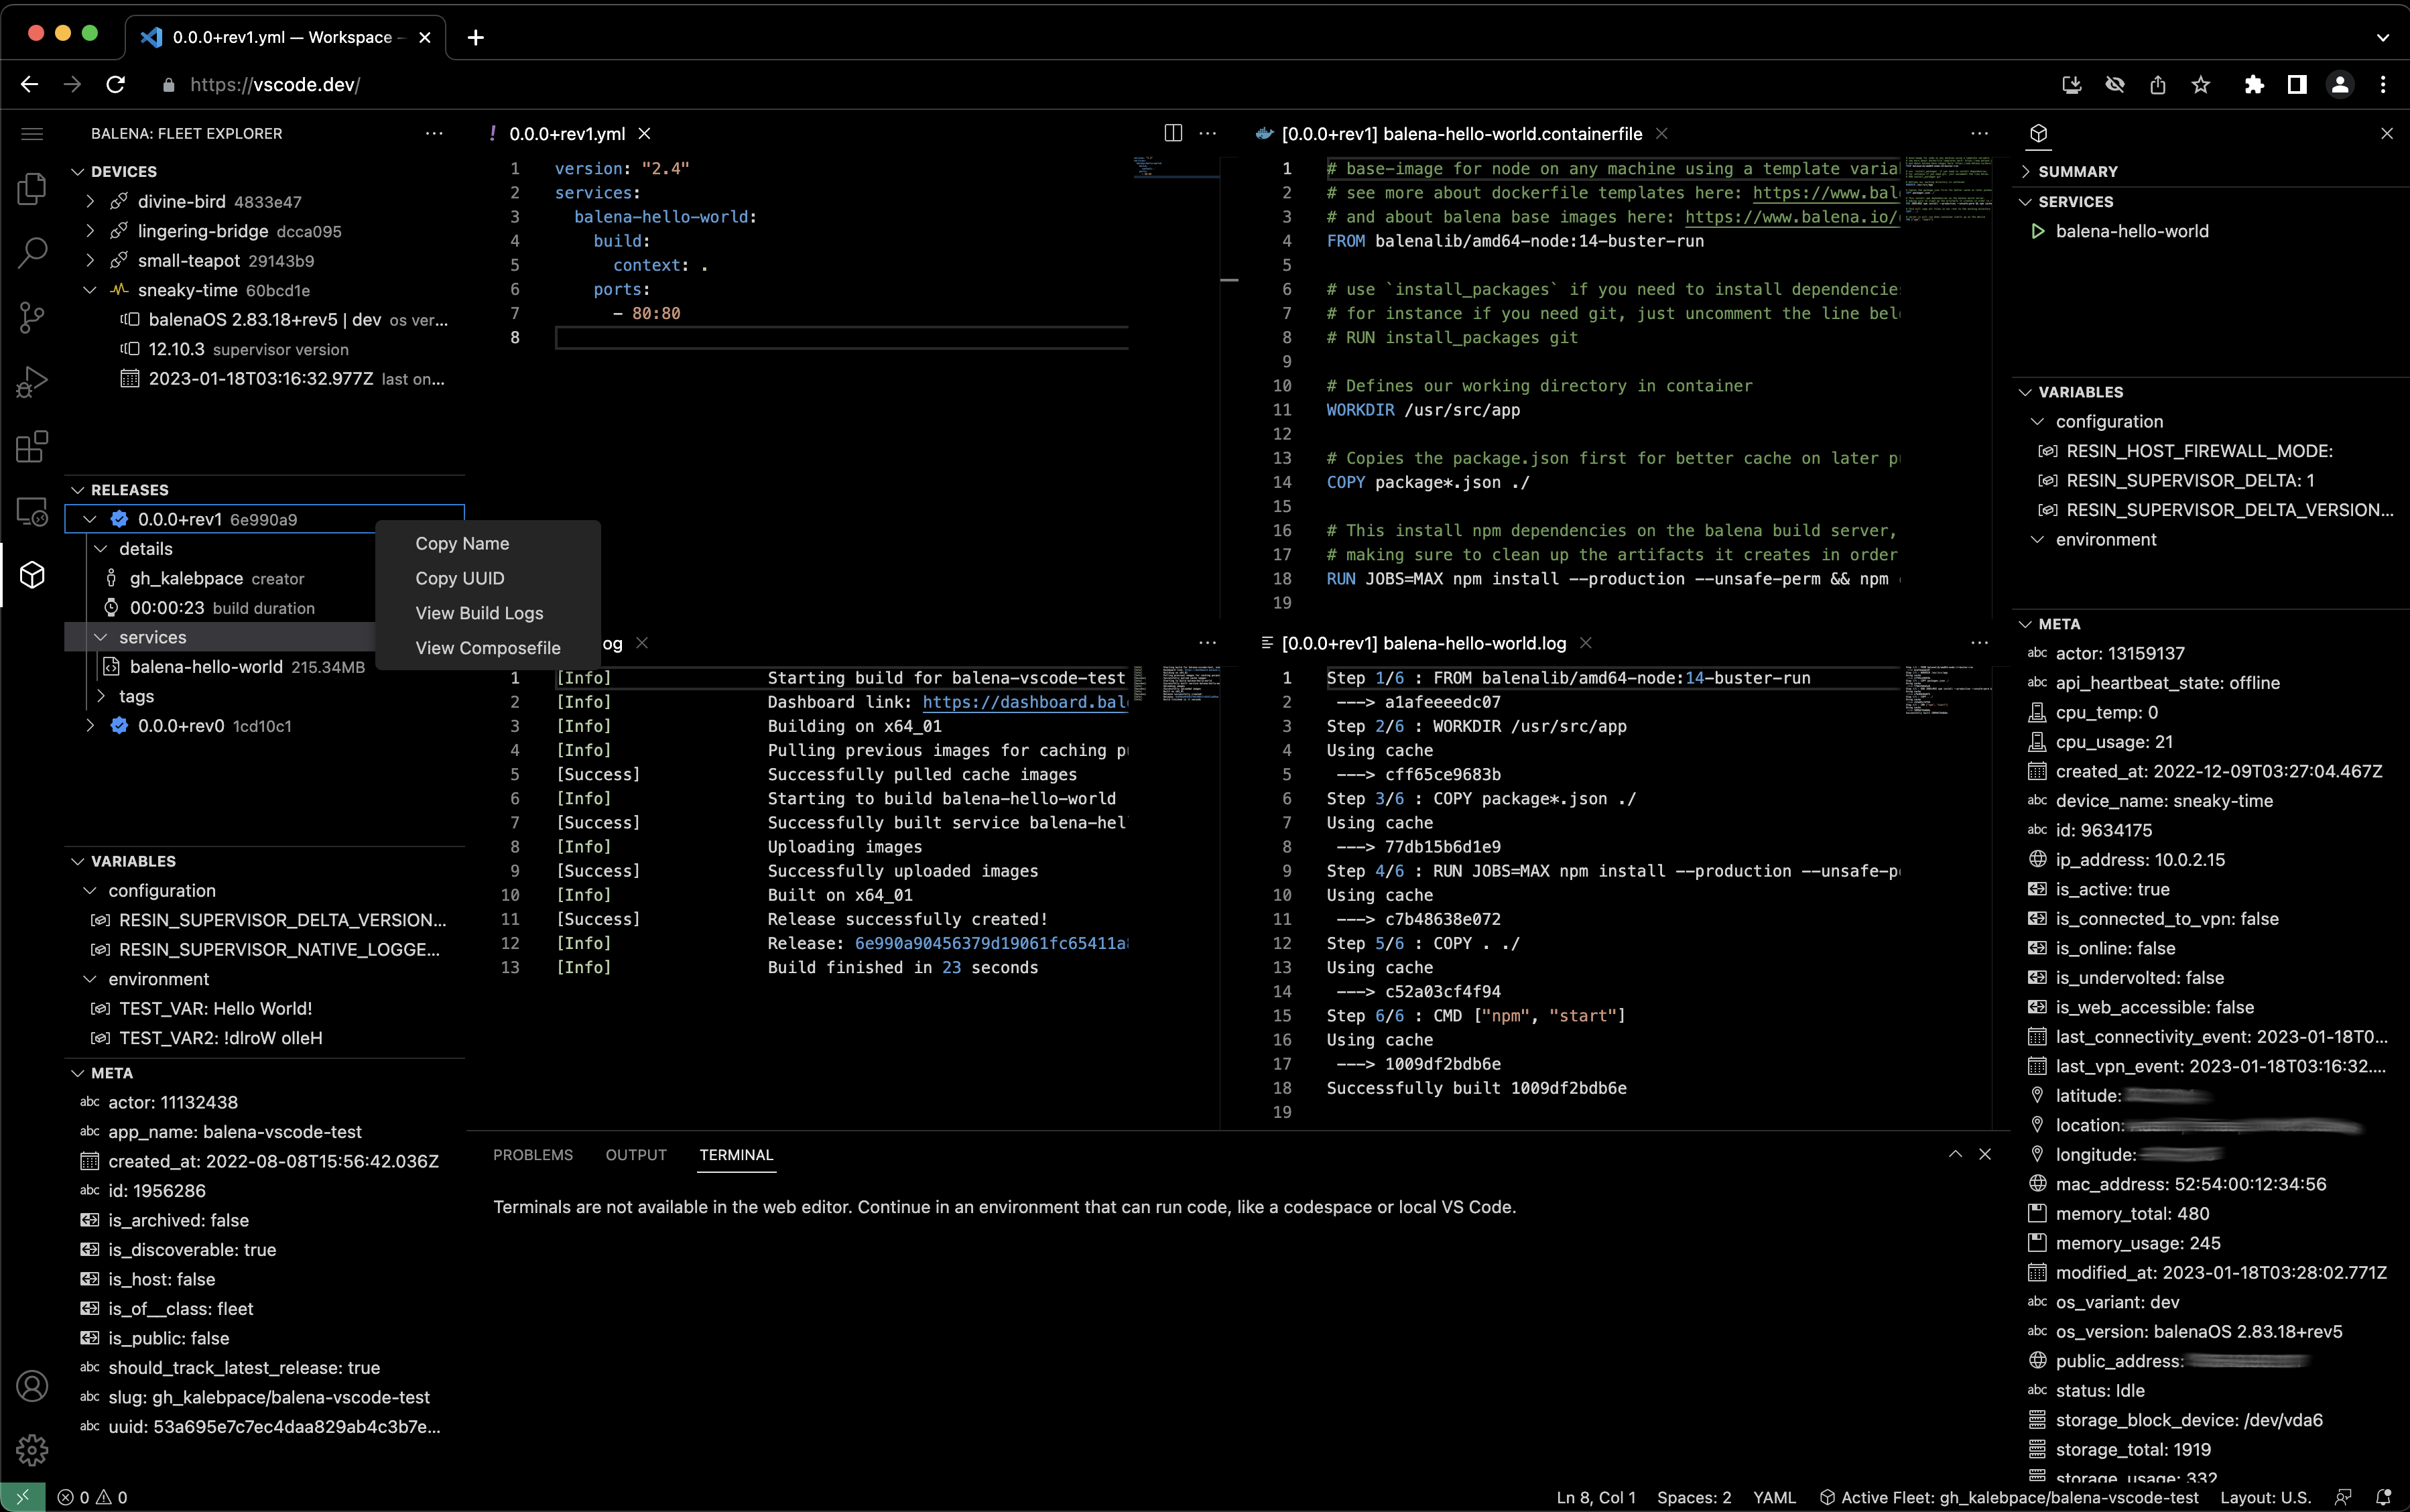 0.0.0+rev1.yml — Workspace –
https://vscode.dev/
BALENA: FLEET EXPLORER
DEVICES
divine-bird 4833e47
lingering-bridge dcca095
small-teapot 29143b9
sneaky-time 60bcd1e
balenaOS 2.83.18+rev5 | dev os ver...
12.10.3 supervisor version
2023-01-18T03:16:32.977Z last on...
RELEASES
0.0.0+rev1 6e990a9
details
gh_kalebpace creator
00:00:23 build duration
services
balena-hello-world 215.34MB
tags
0.0.0+rev0 1cd10c1
Copy Name
Copy UUID
View Build Logs
View Composefile
VARIABLES
configuration
RESIN_SUPERVISOR_DELTA_VERSION...
RESIN_SUPERVISOR_NATIVE_LOGGE...
environment
TEST_VAR: Hello World!
TEST_VAR2: !dlroW olleH
META
abc actor: 11132438
abc app_name: balena-vscode-test
created_at: 2022-08-08T15:56:42.036Z
abc id: 1956286
is_archived: false
is_discoverable: true
is_host: false
is_of__class: fleet
is_public: false
abc should_track_latest_release: true
abc slug: gh_kalebpace/balena-vscode-test
abc uuid: 53a695e7c7ec4daa829ab4c3b7e...
! 0.0.0+rev1.yml
1 version: "2.4"
2 services:
3 balena-hello-world:
4 build:
5 context: .
6 ports:
7 - 80:80
8
[0.0.0+rev1] balena-hello-world.containerfile
1 # base-image for node on any machine using a template varia
2 # see more about dockerfile templates here: https://www.bal
3 # and about balena base images here: https://www.balena.io/
4 FROM balenalib/amd64-node:14-buster-run
5
6 # use `install_packages` if you need to install dependencie
7 # for instance if you need git, just uncomment the line bel
8 # RUN install_packages git
9
10 # Defines our working directory in container
11 WORKDIR /usr/src/app
12
13 # Copies the package.json first for better cache on later p
14 COPY package*.json ./
15
16 # This install npm dependencies on the balena build server,
17 # making sure to clean up the artifacts it creates in order
18 RUN JOBS=MAX npm install --production --unsafe-perm && npm
19
og
1 [Info] Starting build for balena-vscode-test
2 [Info] Dashboard link: https://dashboard.bal
3 [Info] Building on x64_01
4 [Info] Pulling previous images for caching p
5 [Success] Successfully pulled cache images
6 [Info] Starting to build balena-hello-world
7 [Success] Successfully built service balena-hel
8 [Info] Uploading images
9 [Success] Successfully uploaded images
10 [Info] Built on x64_01
11 [Success] Release successfully created!
12 [Info] Release: 6e990a90456379d19061fc65411a
13 [Info] Build finished in 23 seconds
[0.0.0+rev1] balena-hello-world.log
1 Step 1/6 : FROM balenalib/amd64-node:14-buster-run
2 ---> a1afeeeedc07
3 Step 2/6 : WORKDIR /usr/src/app
4 Using cache
5 ---> cff65ce9683b
6 Step 3/6 : COPY package*.json ./
7 Using cache
8 ---> 77db15b6d1e9
9 Step 4/6 : RUN JOBS=MAX npm install --production --unsafe-p
10 Using cache
11 ---> c7b48638e072
12 Step 5/6 : COPY . ./
13 Using cache
14 ---> c52a03cf4f94
15 Step 6/6 : CMD ["npm", "start"]
16 Using cache
17 ---> 1009df2bdb6e
18 Successfully built 1009df2bdb6e
19
PROBLEMS OUTPUT TERMINAL
Terminals are not available in the web editor. Continue in an environment that can run code, like a codespace or local VS Code.
SUMMARY
SERVICES
balena-hello-world
VARIABLES
configuration
RESIN_HOST_FIREWALL_MODE:
RESIN_SUPERVISOR_DELTA: 1
RESIN_SUPERVISOR_DELTA_VERSION...
environment
META
abc actor: 13159137
abc api_heartbeat_state: offline
cpu_temp: 0
cpu_usage: 21
created_at: 2022-12-09T03:27:04.467Z
abc device_name: sneaky-time
abc id: 9634175
ip_address: 10.0.2.15
is_active: true
is_connected_to_vpn: false
is_online: false
is_undervolted: false
is_web_accessible: false
last_connectivity_event: 2023-01-18T0...
last_vpn_event: 2023-01-18T03:16:32....
latitude:
location:
longitude:
mac_address: 52:54:00:12:34:56
memory_total: 480
memory_usage: 245
modified_at: 2023-01-18T03:28:02.771Z
abc os_variant: dev
abc os_version: balenaOS 2.83.18+rev5
public_address:
abc status: Idle
storage_block_device: /dev/vda6
storage_total: 1919
storage_usage: 332
0 0
Ln 8, Col 1 Spaces: 2 YAML Active Fleet: gh_kalebpace/balena-vscode-test Layout: U.S.